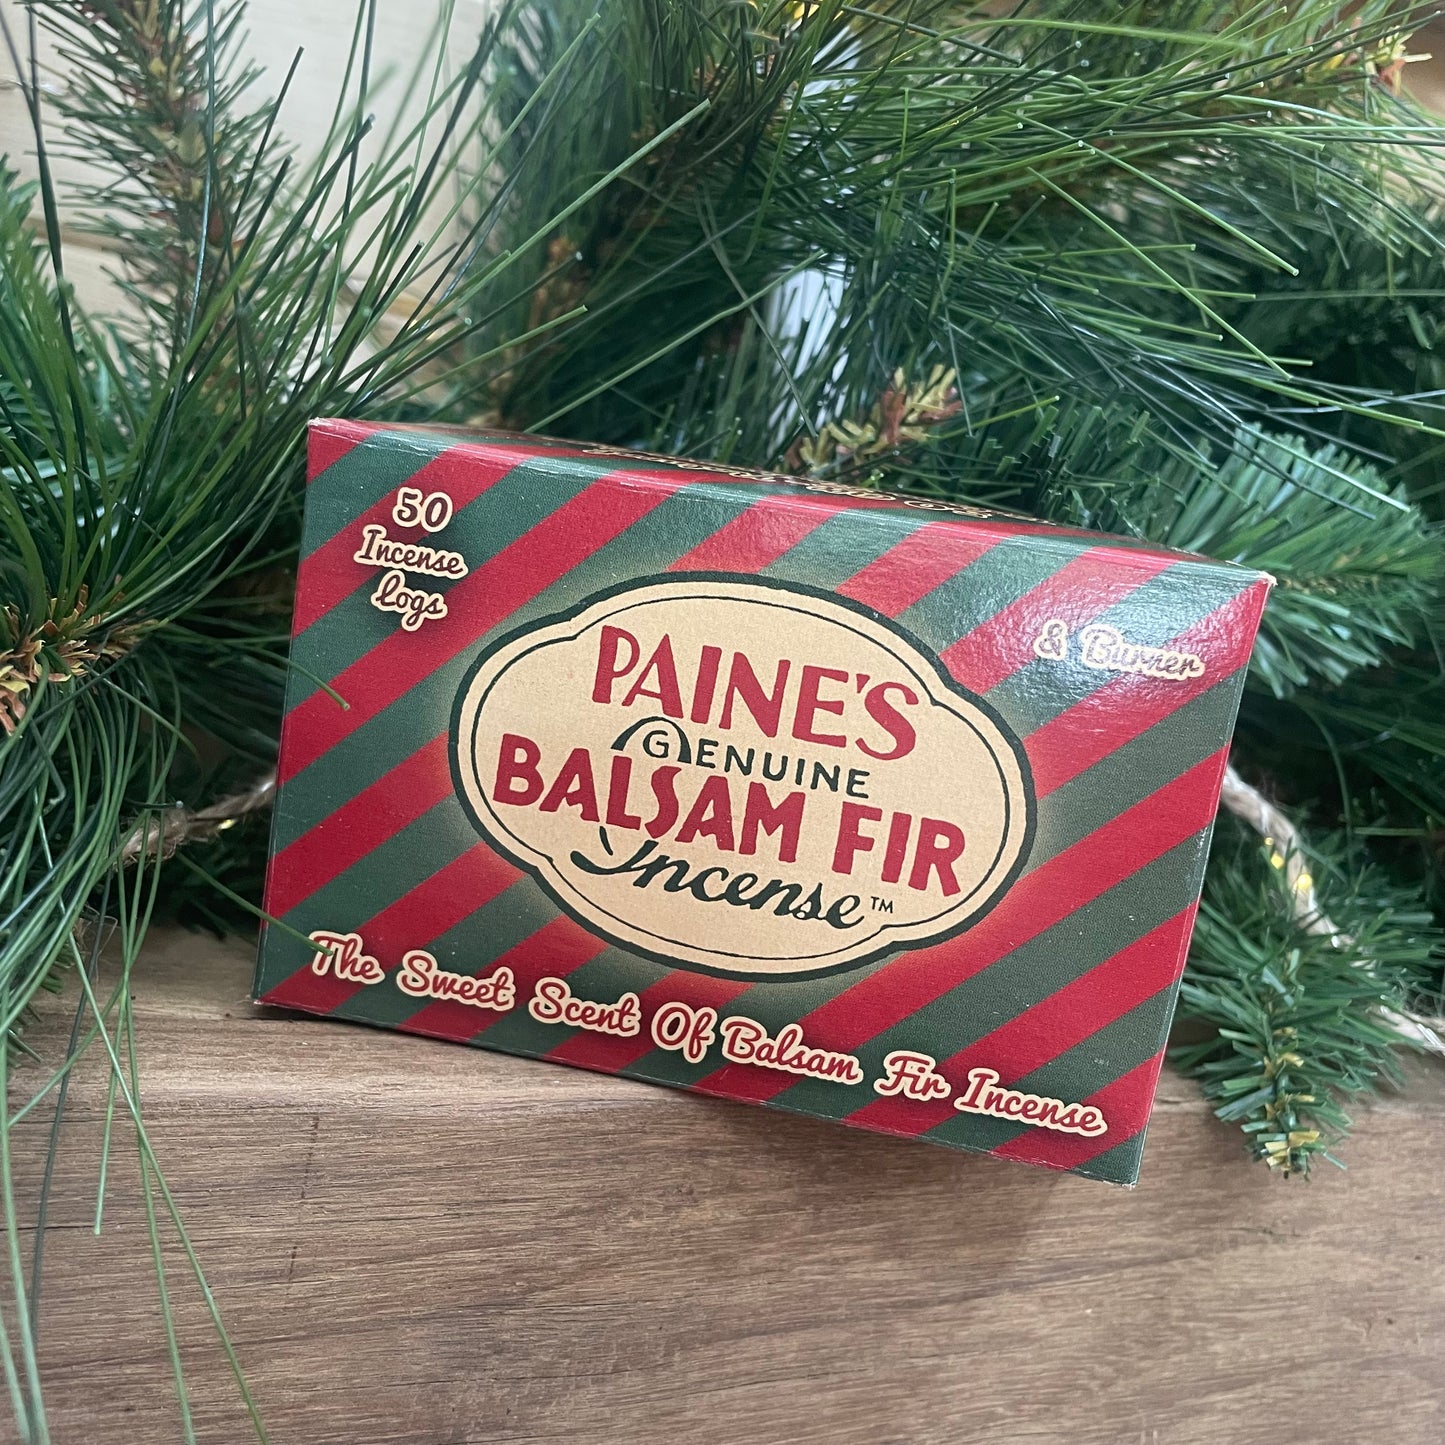 50
Incense
Logs
& Burner
PAINE'S
GENUINE
BALSAM FIR
Incense™
The Sweet Scent Of Balsam Fir Incense